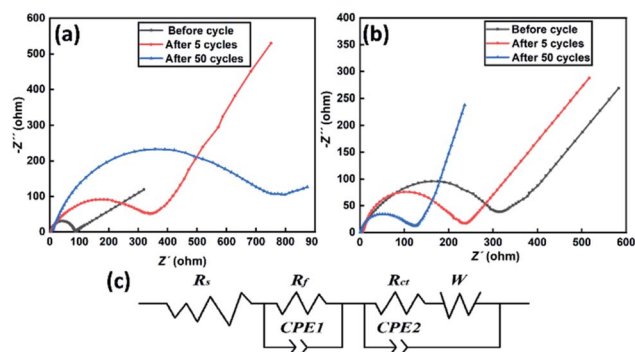 (a)
Before cycle
After 5 cycles
After 50 cycles
-Z´´ (ohm)
600
500
400
300
200
100
0
0 100 200 300 400 500 600 700 800 90
Z´ (ohm)
(b)
Before cycle
After 5 cycles
After 50 cycles
-Z´´ (ohm)
400
350
300
250
200
150
100
50
0
0 100 200 300 400 500 600
Z´ (ohm)
(c)
Rs Rf Rct W
CPE1 CPE2